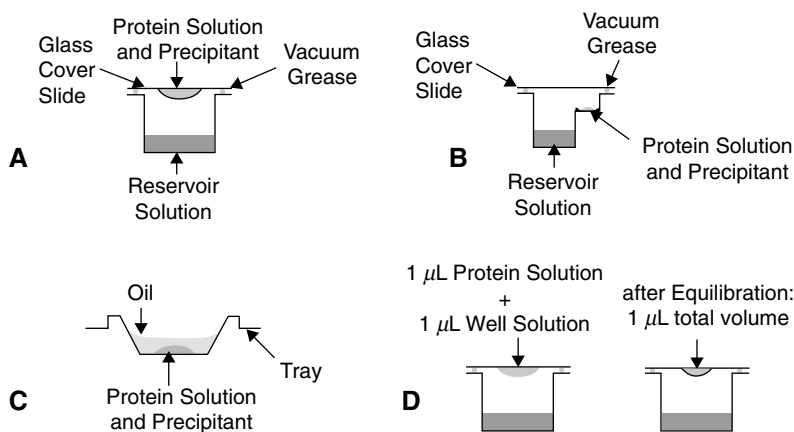 Protein Solution
and Precipitant
Glass
Cover
Slide
Vacuum
Grease
A
Reservoir
Solution
Glass
Cover
Slide
Vacuum
Grease
B
Protein Solution
and Precipitant
Reservoir
Solution
Oil
Tray
C
Protein Solution
and Precipitant
1 μL Protein Solution
+
1 μL Well Solution
after Equilibration:
1 μL total volume
D